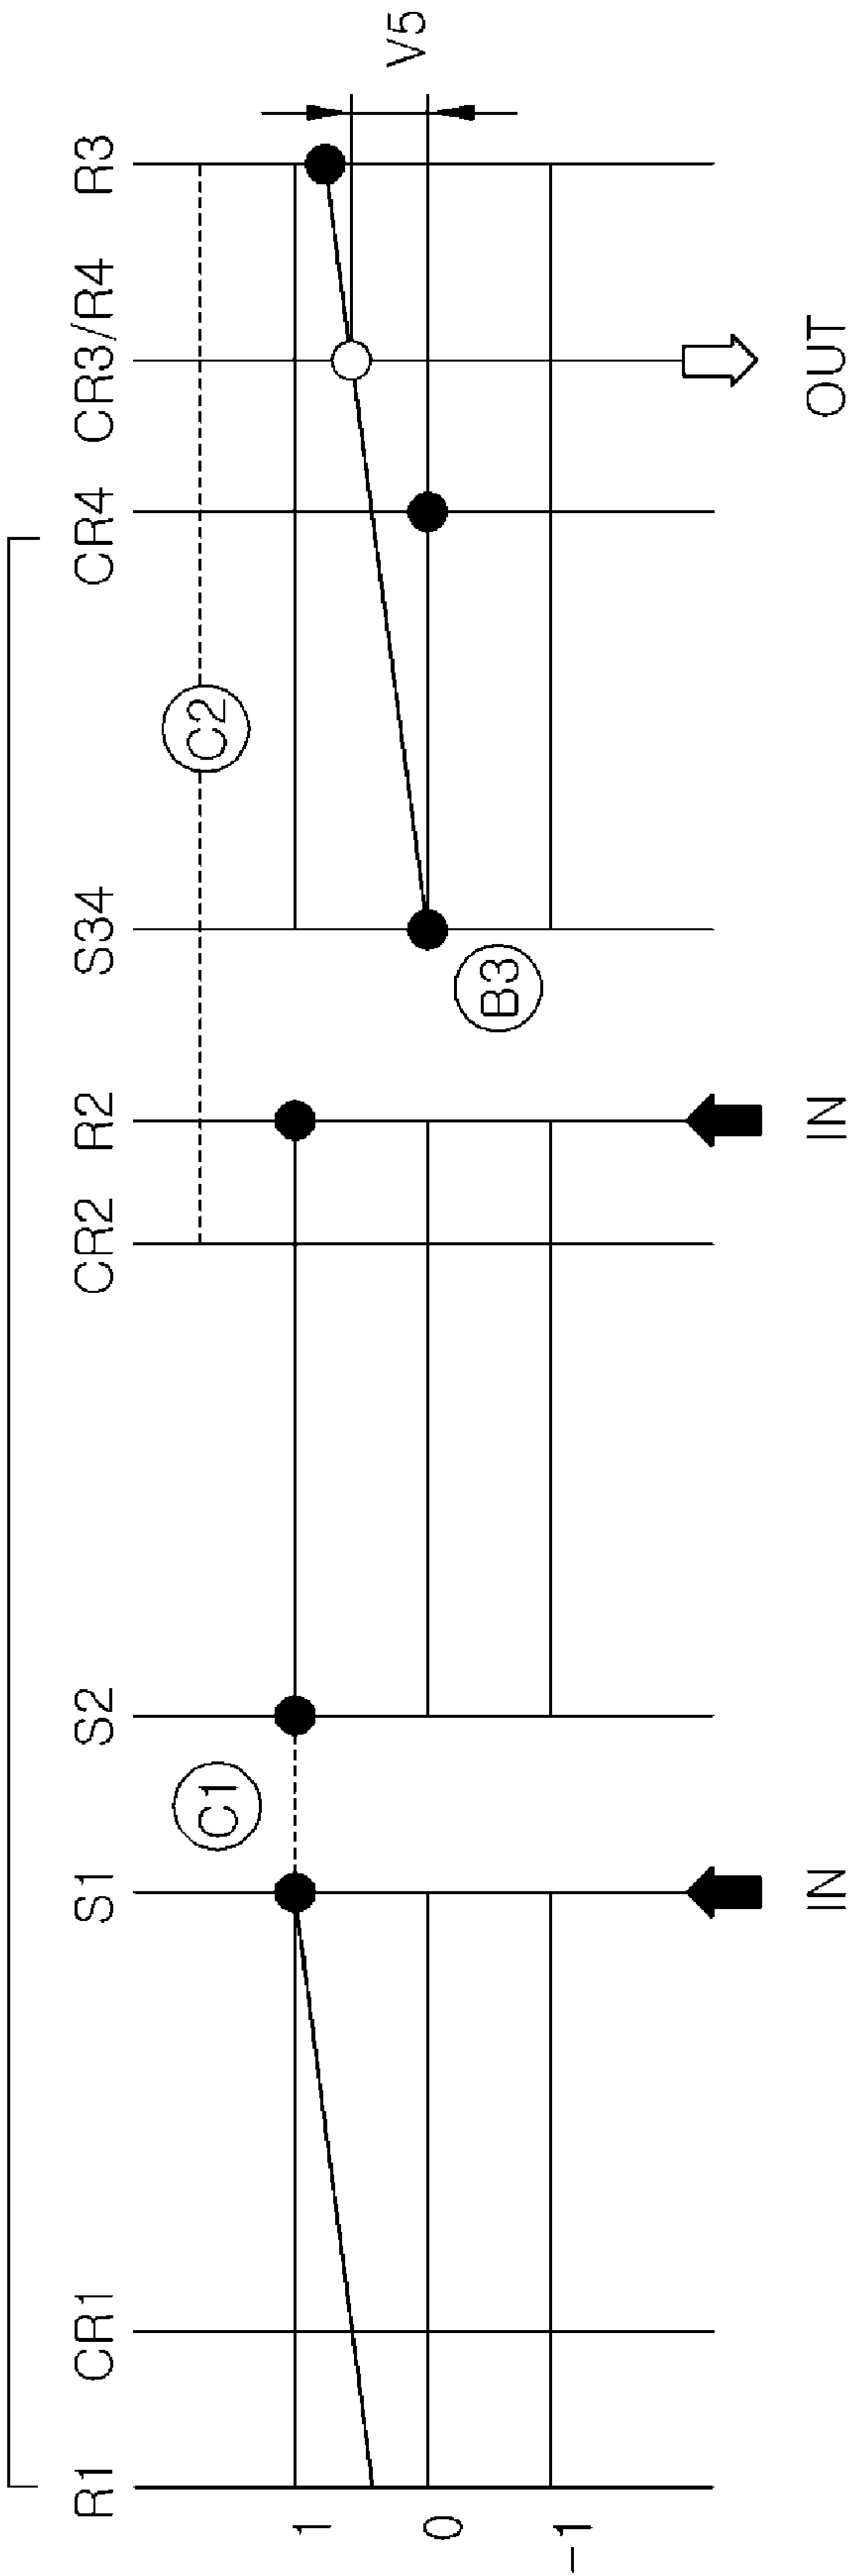 R1 CR1 S1 S2 CR2 R2 S34 CR4 CR3/R4 R3
C2
C1
1
V5
0
B3
-1
IN IN OUT